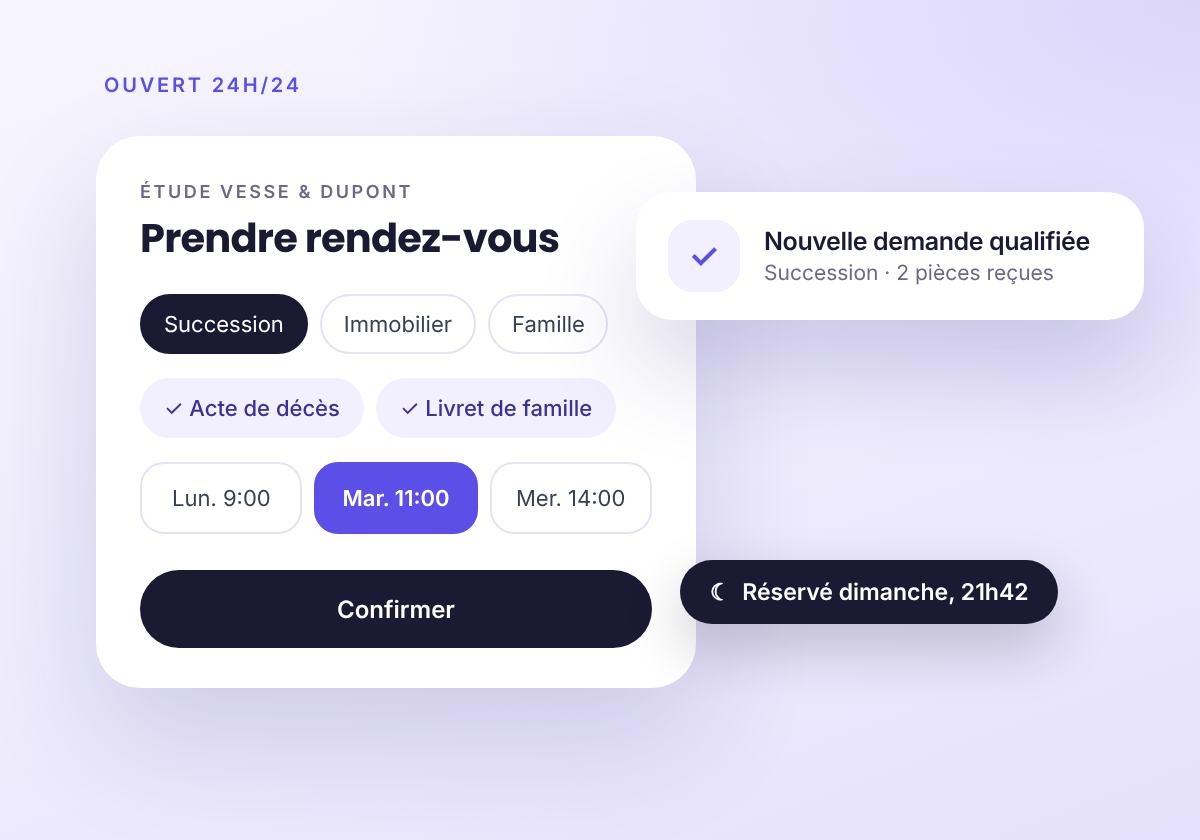 OUVERT 24H/24
ÉTUDE VESSE & DUPONT
Prendre rendez-vous
Nouvelle demande qualifiée
Succession · 2 pièces reçues
Succession Immobilier Famille
✓ Acte de décès ✓ Livret de famille
Lun. 9:00 Mar. 11:00 Mer. 14:00
Confirmer
☾ Réservé dimanche, 21h42